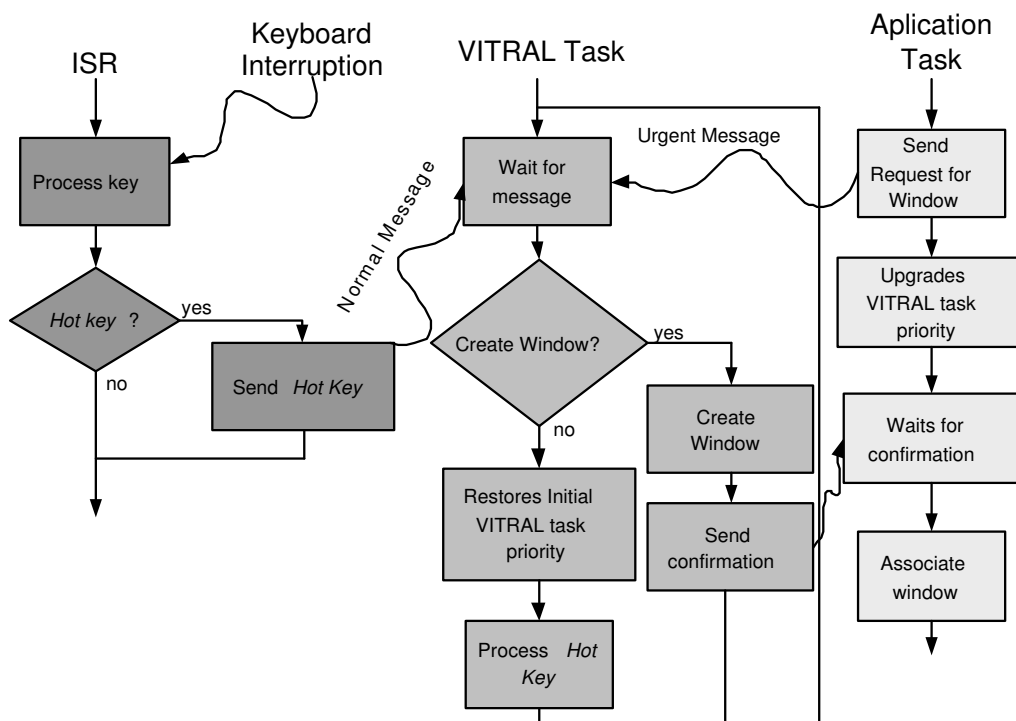 ISR
Keyboard
Interruption
Process key
Hot key ?
yes
no
Send Hot Key
Normal Message
VITRAL Task
Wait for
message
Urgent Message
Create Window?
yes
no
Create
Window
Send
confirmation
Restores Initial
VITRAL task
priority
Process Hot
Key
Aplication
Task
Send
Request for
Window
Upgrades
VITRAL task
priority
Waits for
confirmation
Associate
window